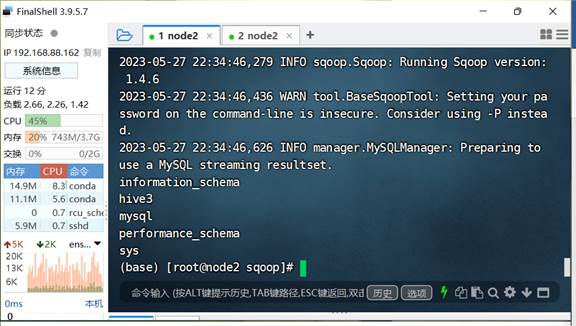 FinalShell 3.9.5.7
同步状态
IP 192.168.88.162 复制
系统信息
运行 12 分
负载 2.66, 2.26, 1.42
CPU 45%
内存 20% 743M/3.7G
交换 0% 0/2G
内存 CPU 命令
14.9M 8.3 conda
11.1M 5.6 conda
0 0.7 rcu_sche
5.9M 0.7 sshd
5K 2K ens...
20K
13K
6K
0ms 本机
0
1 node2
2 node2
2023-05-27 22:34:46,279 INFO sqoop.Sqoop: Running Sqoop version:
1.4.6
2023-05-27 22:34:46,436 WARN tool.BaseSqoopTool: Setting your pa
ssword on the command-line is insecure. Consider using -P instea
d.
2023-05-27 22:34:46,626 INFO manager.MySQLManager: Preparing to
use a MySQL streaming resultset.
information_schema
hive3
mysql
performance_schema
sys
(base) [root@node2 sqoop]#
命令输入 (按ALT键提示历史,TAB键路径,ESC键返回,双击 历史 选项